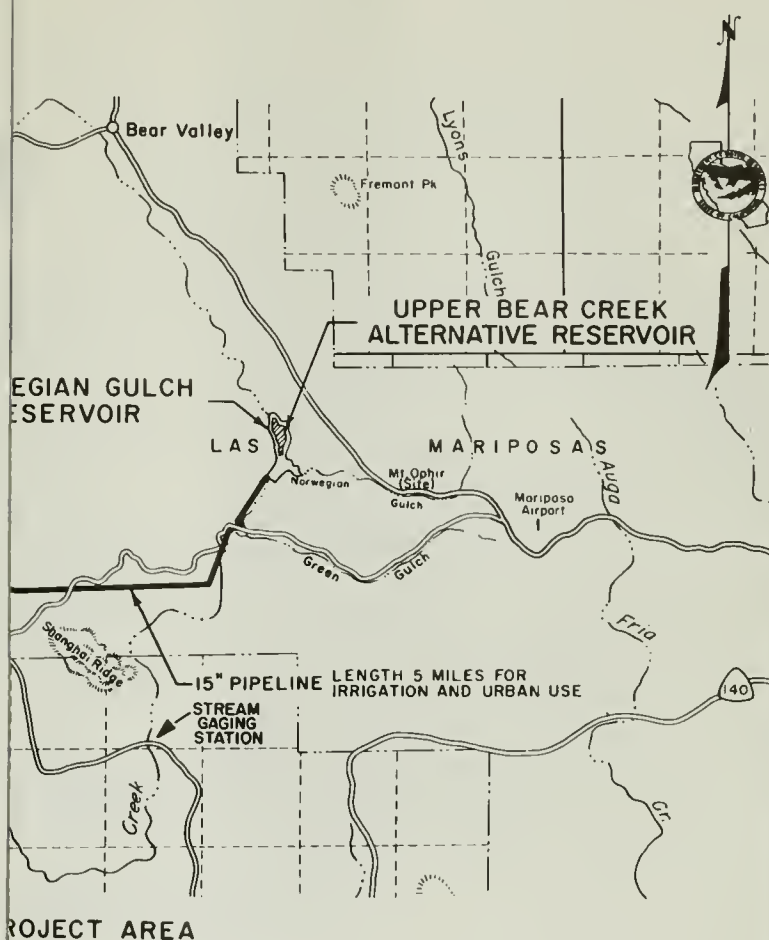 N
Bear Valley
Lyons
Gulch
Fremont Pk
UPPER BEAR CREEK
ALTERNATIVE RESERVOIR
EGIAN GULCH
ESERVOIR
LAS MARIPOSAS
Norwegian
Gulch
Mt. Ophir
(Site)
Mariposa
Airport
Auga
Fria
Cr.
Green
Gulch
Shanghai Ridge
15" PIPELINE LENGTH 5 MILES FOR
IRRIGATION AND URBAN USE
STREAM
GAGING
STATION
140
Creek
ROJECT AREA